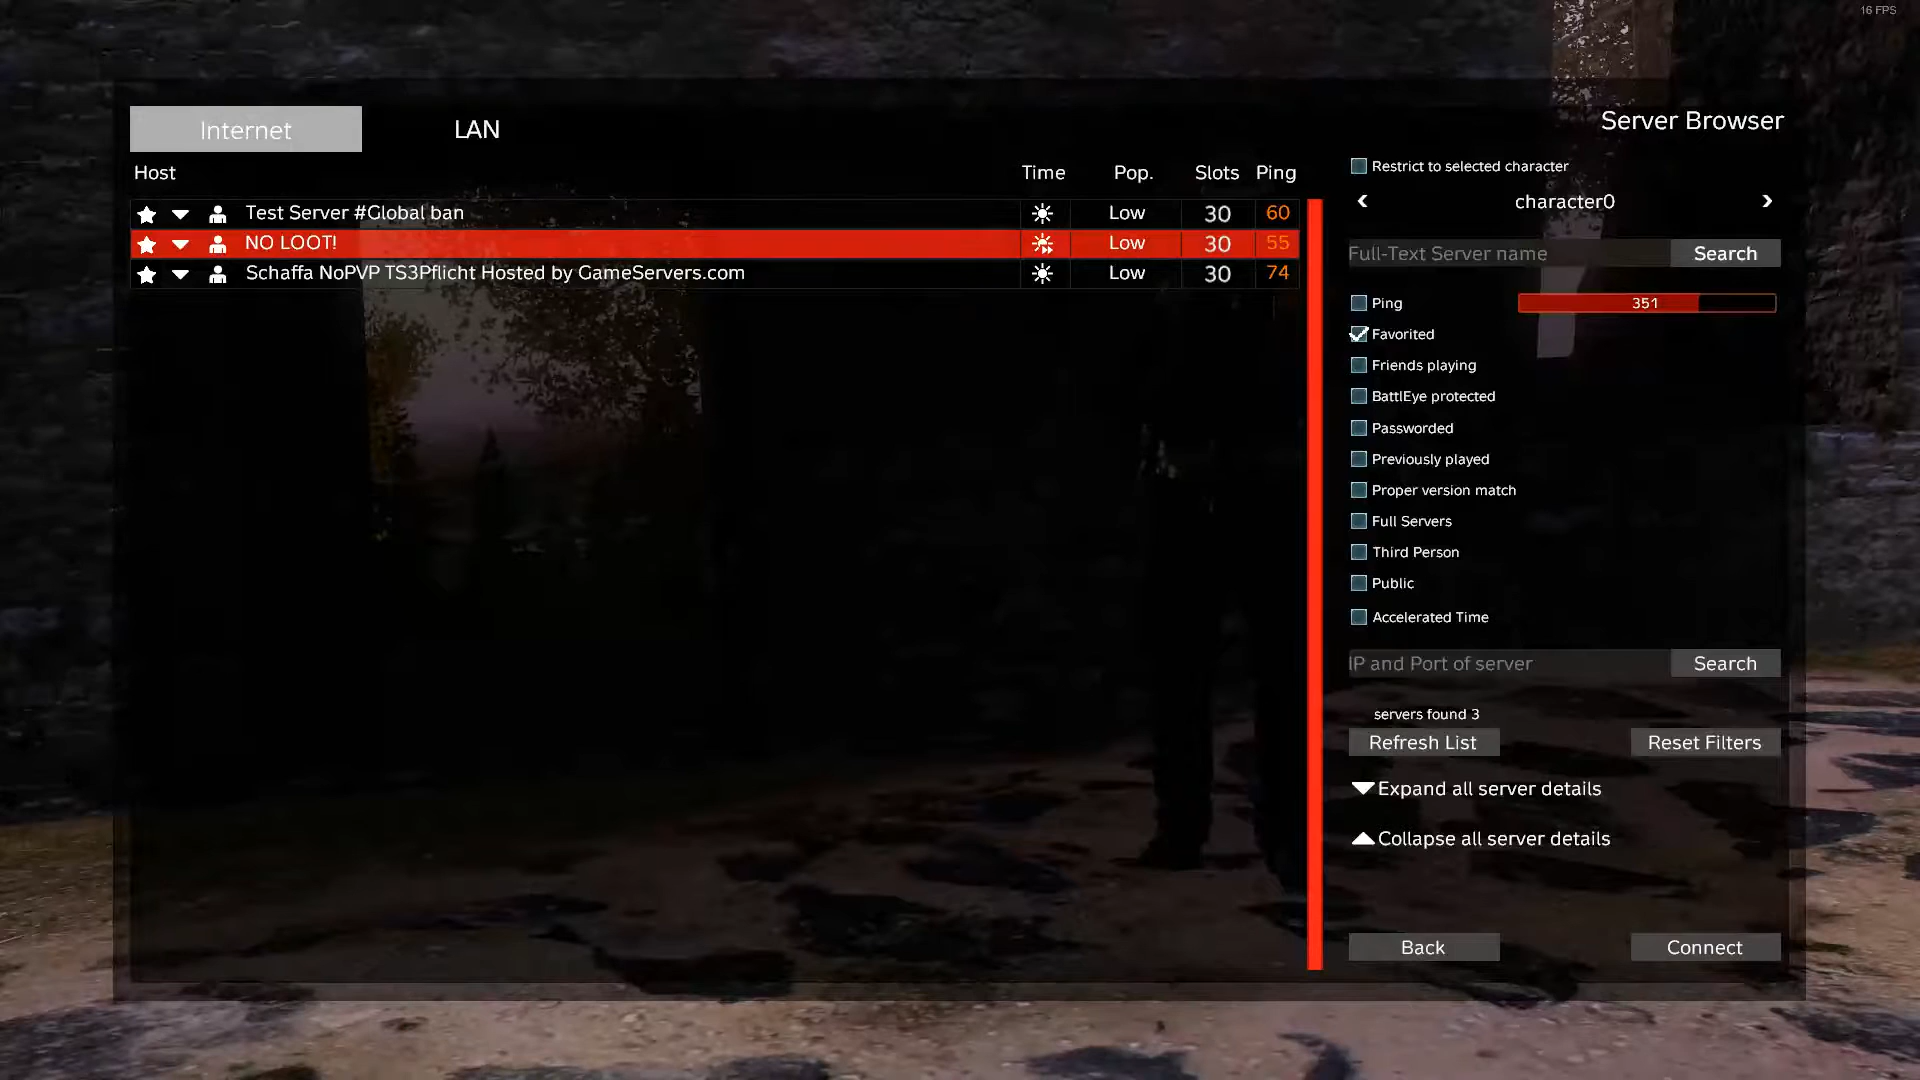 16 FPS
Internet LAN Server Browser
Host Time Pop. Slots Ping
Restrict to selected character
character0
Test Server #Global ban Low 30 60
NO LOOT! Low 30 55
Schaffa NoPVP TS3Pflicht Hosted by GameServers.com Low 30 74
Full-Text Server name Search
Ping 351
Favorited
Friends playing
BattlEye protected
Passworded
Previously played
Proper version match
Full Servers
Third Person
Public
Accelerated Time
IP and Port of server Search
servers found 3
Refresh List Reset Filters
Expand all server details
Collapse all server details
Back Connect